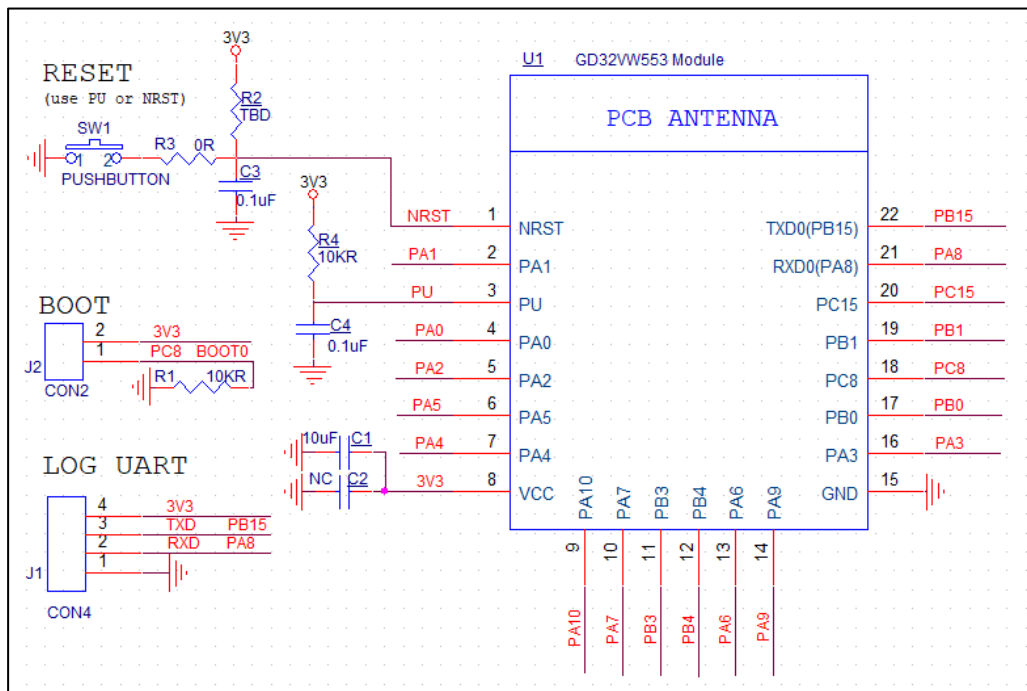 RESET
(use PU or NRST)
SW1
1 2
PUSHBUTTON
R3 0R
3V3
R2
TBD
C3
0.1uF
3V3
R4
10KR
C4
0.1uF
BOOT
2 3V3
1 PC8 BOOT0
J2
CON2
R1 10KR
LOG UART
4 3V3
3 TXD PB15
2 RXD PA8
1
J1
CON4
10uF C1
NC C2
U1 GD32VW553 Module
PCB ANTENNA
NRST 1 NRST
PA1 2 PA1
PU 3 PU
PA0 4 PA0
PA2 5 PA2
PA5 6 PA5
PA4 7 PA4
3V3 8 VCC
TXD0(PB15) 22 PB15
RXD0(PA8) 21 PA8
PC15 20 PC15
PB1 19 PB1
PC8 18 PC8
PB0 17 PB0
PA3 16 PA3
GND 15
PA10 9 PA10
PA7 10 PA7
PB3 11 PB3
PB4 12 PB4
PA6 13 PA6
PA9 14 PA9